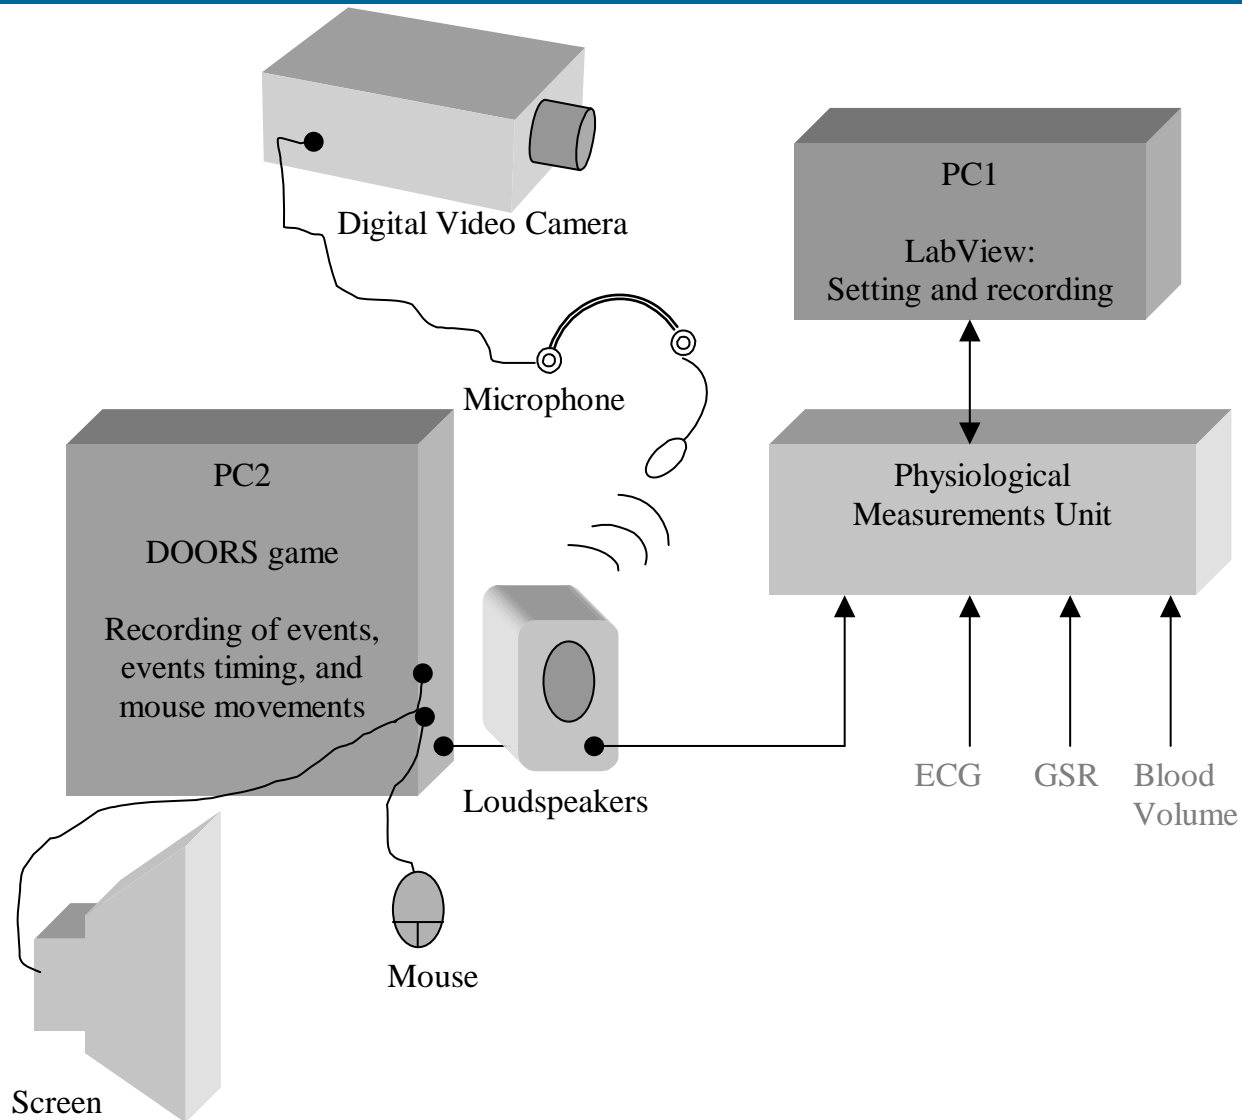 Digital Video Camera
PC1
LabView:
Setting and recording
Microphone
PC2
DOORS game
Recording of events,
events timing, and
mouse movements
Physiological
Measurements Unit
Loudspeakers
ECG
GSR
Blood
Volume
Mouse
Screen